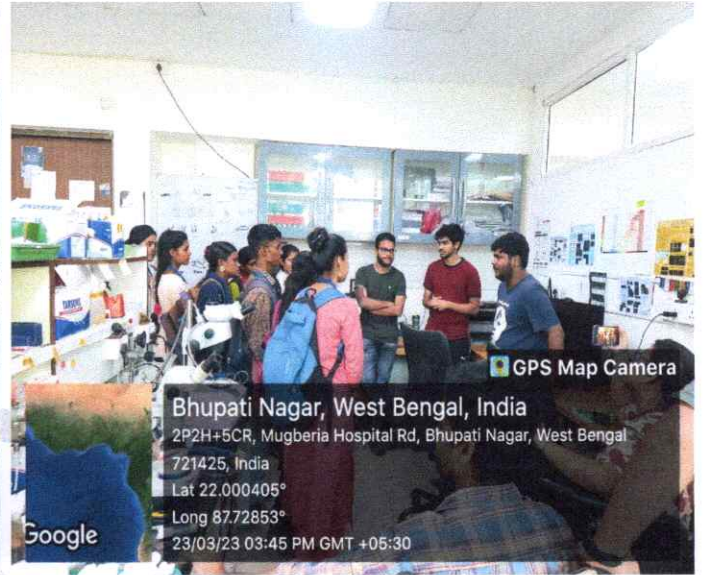 GPS Map Camera
Bhupati Nagar, West Bengal, India
2P2H+5CR, Mugberia Hospital Rd, Bhupati Nagar, West Bengal
721425, India
Lat 22.000405°
Long 87.72853°
23/03/23 03:45 PM GMT +05:30
Google